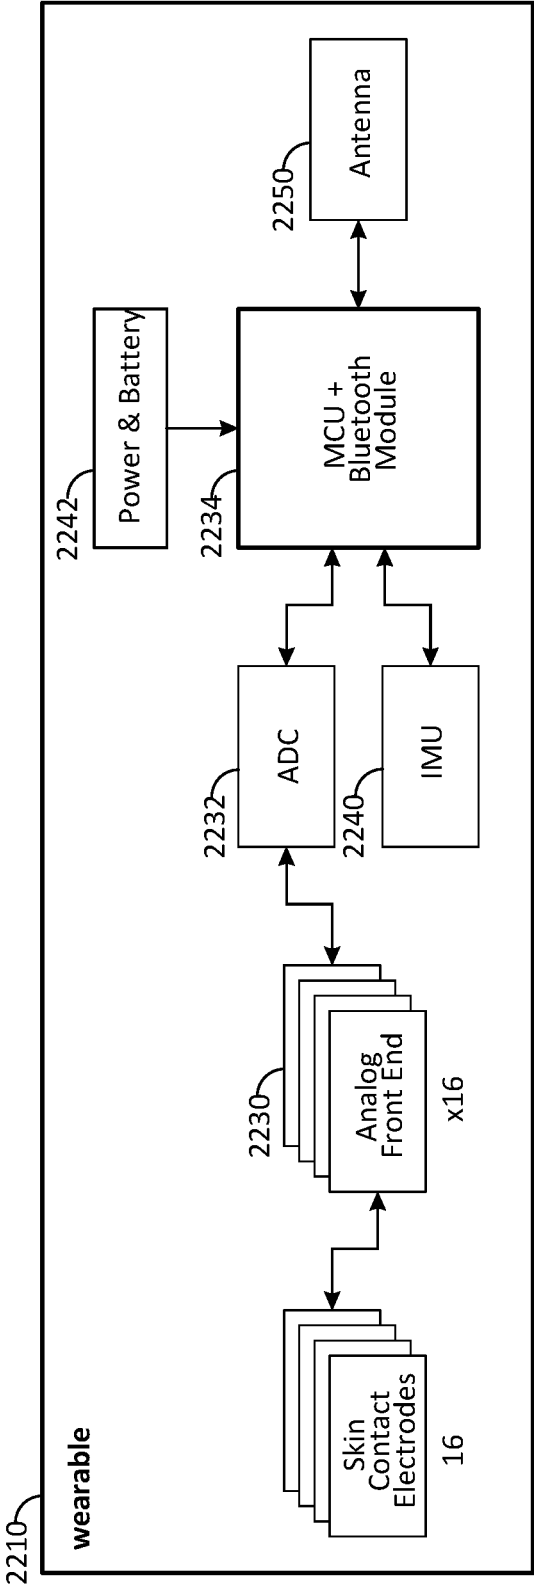 2210
wearable
Skin
Contact
Electrodes
16
2230
Analog
Front End
x16
2232
ADC
2240
IMU
2242
Power & Battery
2234
MCU +
Bluetooth
Module
2250
Antenna